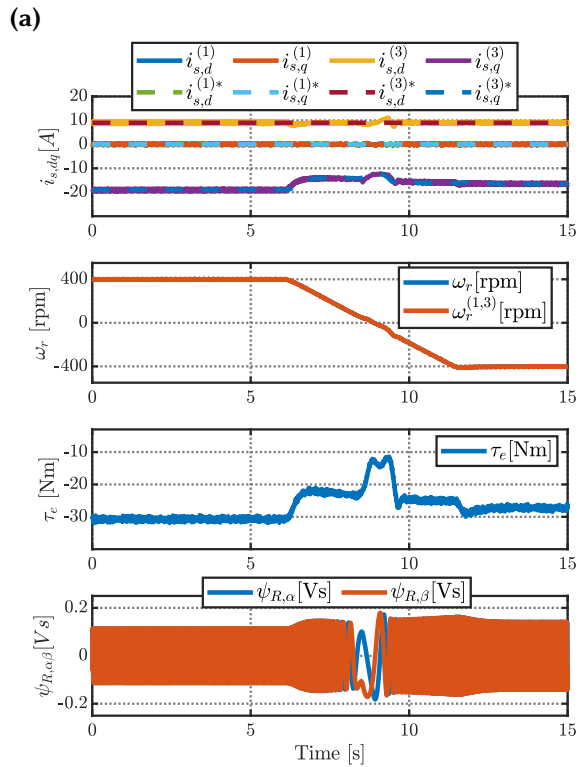 (a)
i_{s,d}^{(1)} i_{s,q}^{(1)} i_{s,d}^{(3)} i_{s,q}^{(3)}
i_{s,d}^{(1)*} i_{s,q}^{(1)*} i_{s,d}^{(3)*} i_{s,q}^{(3)*}
20
10
0
-10
-20
i_{s,dq}[A]
0 5 10 15
400
0
-400
ω_r [rpm]
ω_r[rpm]
ω_r^{(1,3)}[rpm]
0 5 10 15
-10
-20
-30
τ_e [Nm]
τ_e[Nm]
0 5 10 15
ψ_{R,α}[Vs] ψ_{R,β}[Vs]
0.2
0
-0.2
ψ_{R,αβ}[Vs]
0 5 10 15
Time [s]